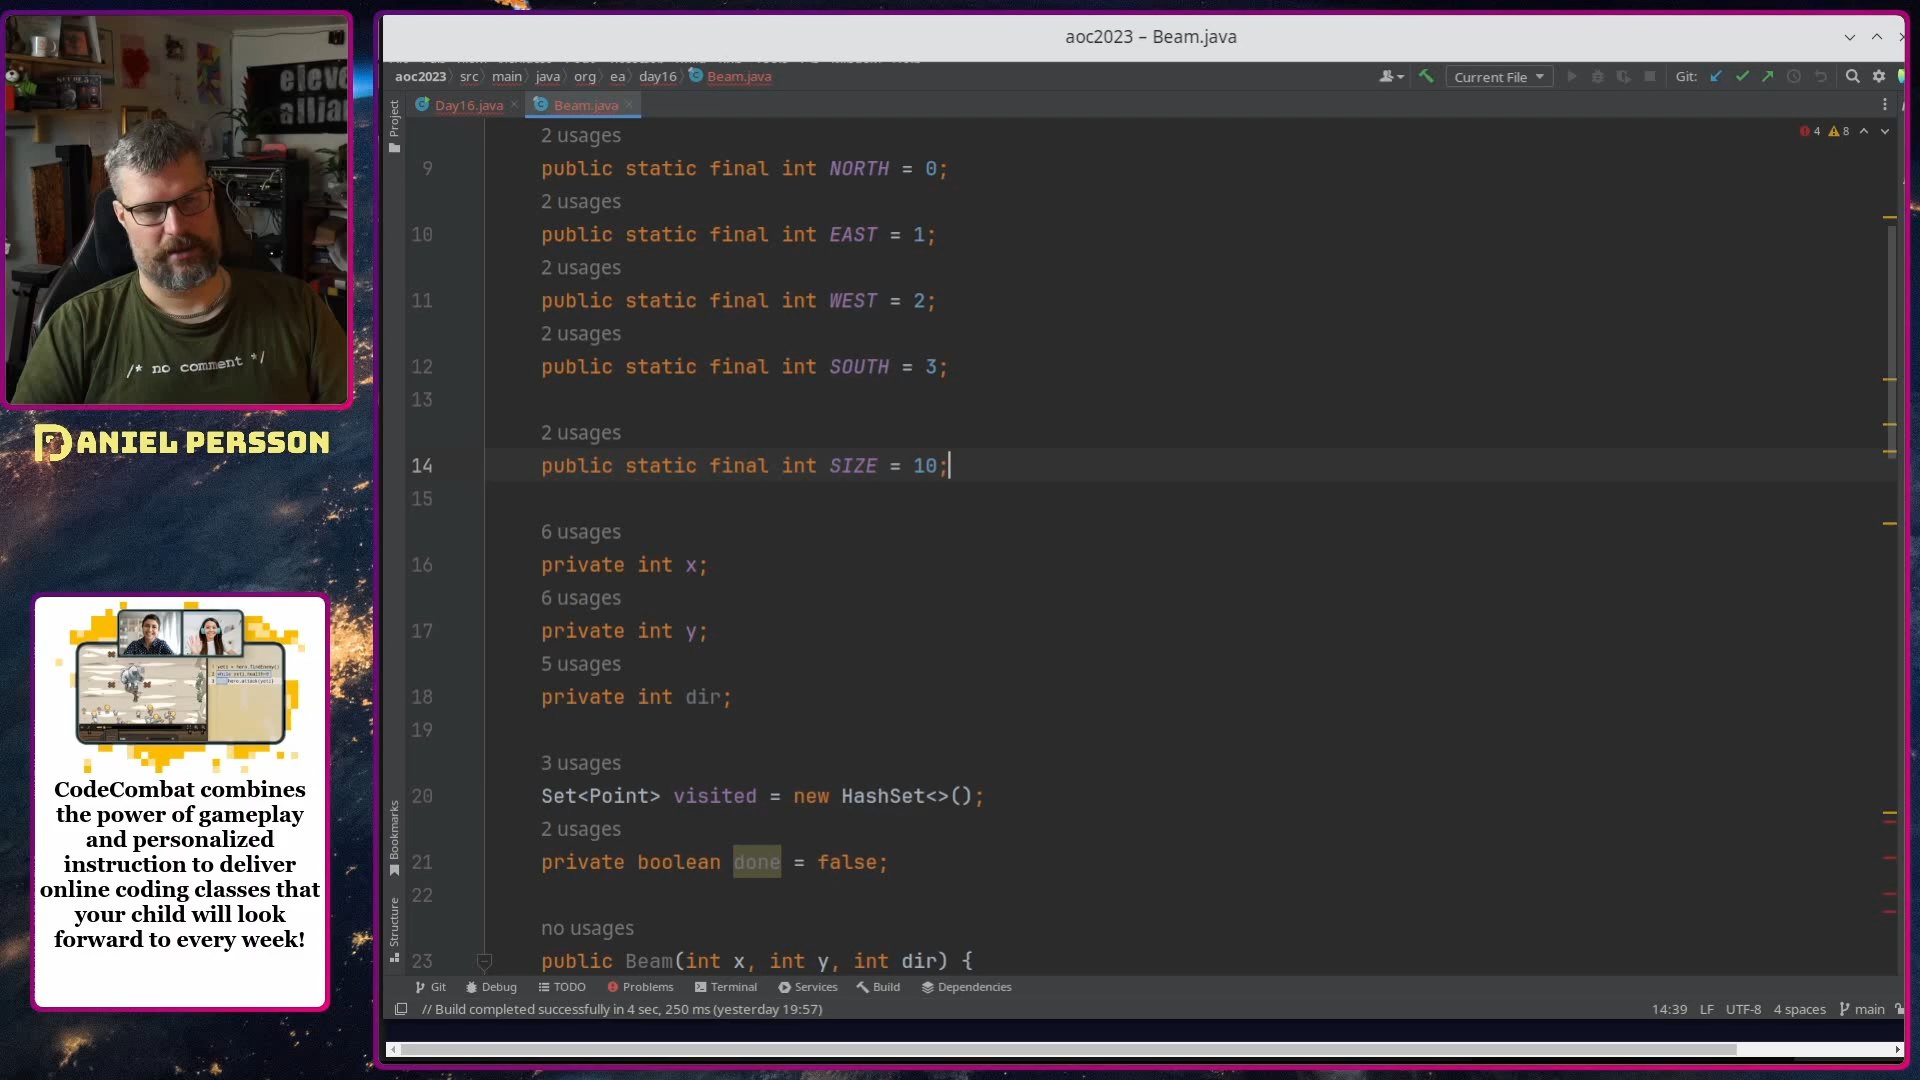 aoc2023 – Beam.java
aoc2023 src main java org ea day16 Beam.java
Current File
Git:
Day16.java
Beam.java
4 8
Project
2 usages
9 public static final int NORTH = 0;
2 usages
10 public static final int EAST = 1;
2 usages
11 public static final int WEST = 2;
2 usages
12 public static final int SOUTH = 3;
13
2 usages
14 public static final int SIZE = 10;
15
6 usages
16 private int x;
6 usages
17 private int y;
5 usages
18 private int dir;
19
3 usages
20 Set<Point> visited = new HashSet<>();
2 usages
21 private boolean done = false;
22
no usages
23 public Beam(int x, int y, int dir) {
Bookmarks
Structure
Git Debug TODO Problems Terminal Services Build Dependencies
// Build completed successfully in 4 sec, 250 ms (yesterday 19:57)
14:39 LF UTF-8 4 spaces main
eleve
allian
/* no comment */
DANIEL PERSSON
CodeCombat combines
the power of gameplay
and personalized
instruction to deliver
online coding classes that
your child will look
forward to every week!